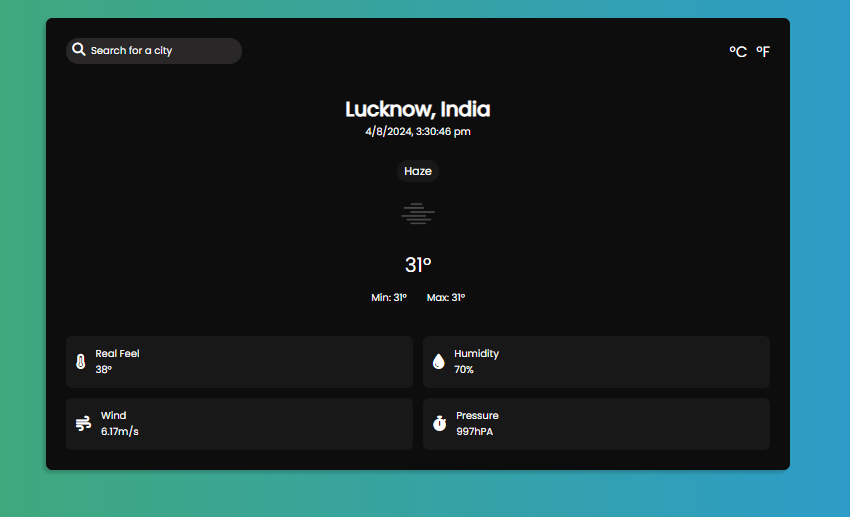 Search for a city
°C °F
Lucknow, India
4/8/2024, 3:30:46 pm
Haze
31°
Min: 31° Max: 31°
Real Feel
38°
Humidity
70%
Wind
6.17m/s
Pressure
997hPA